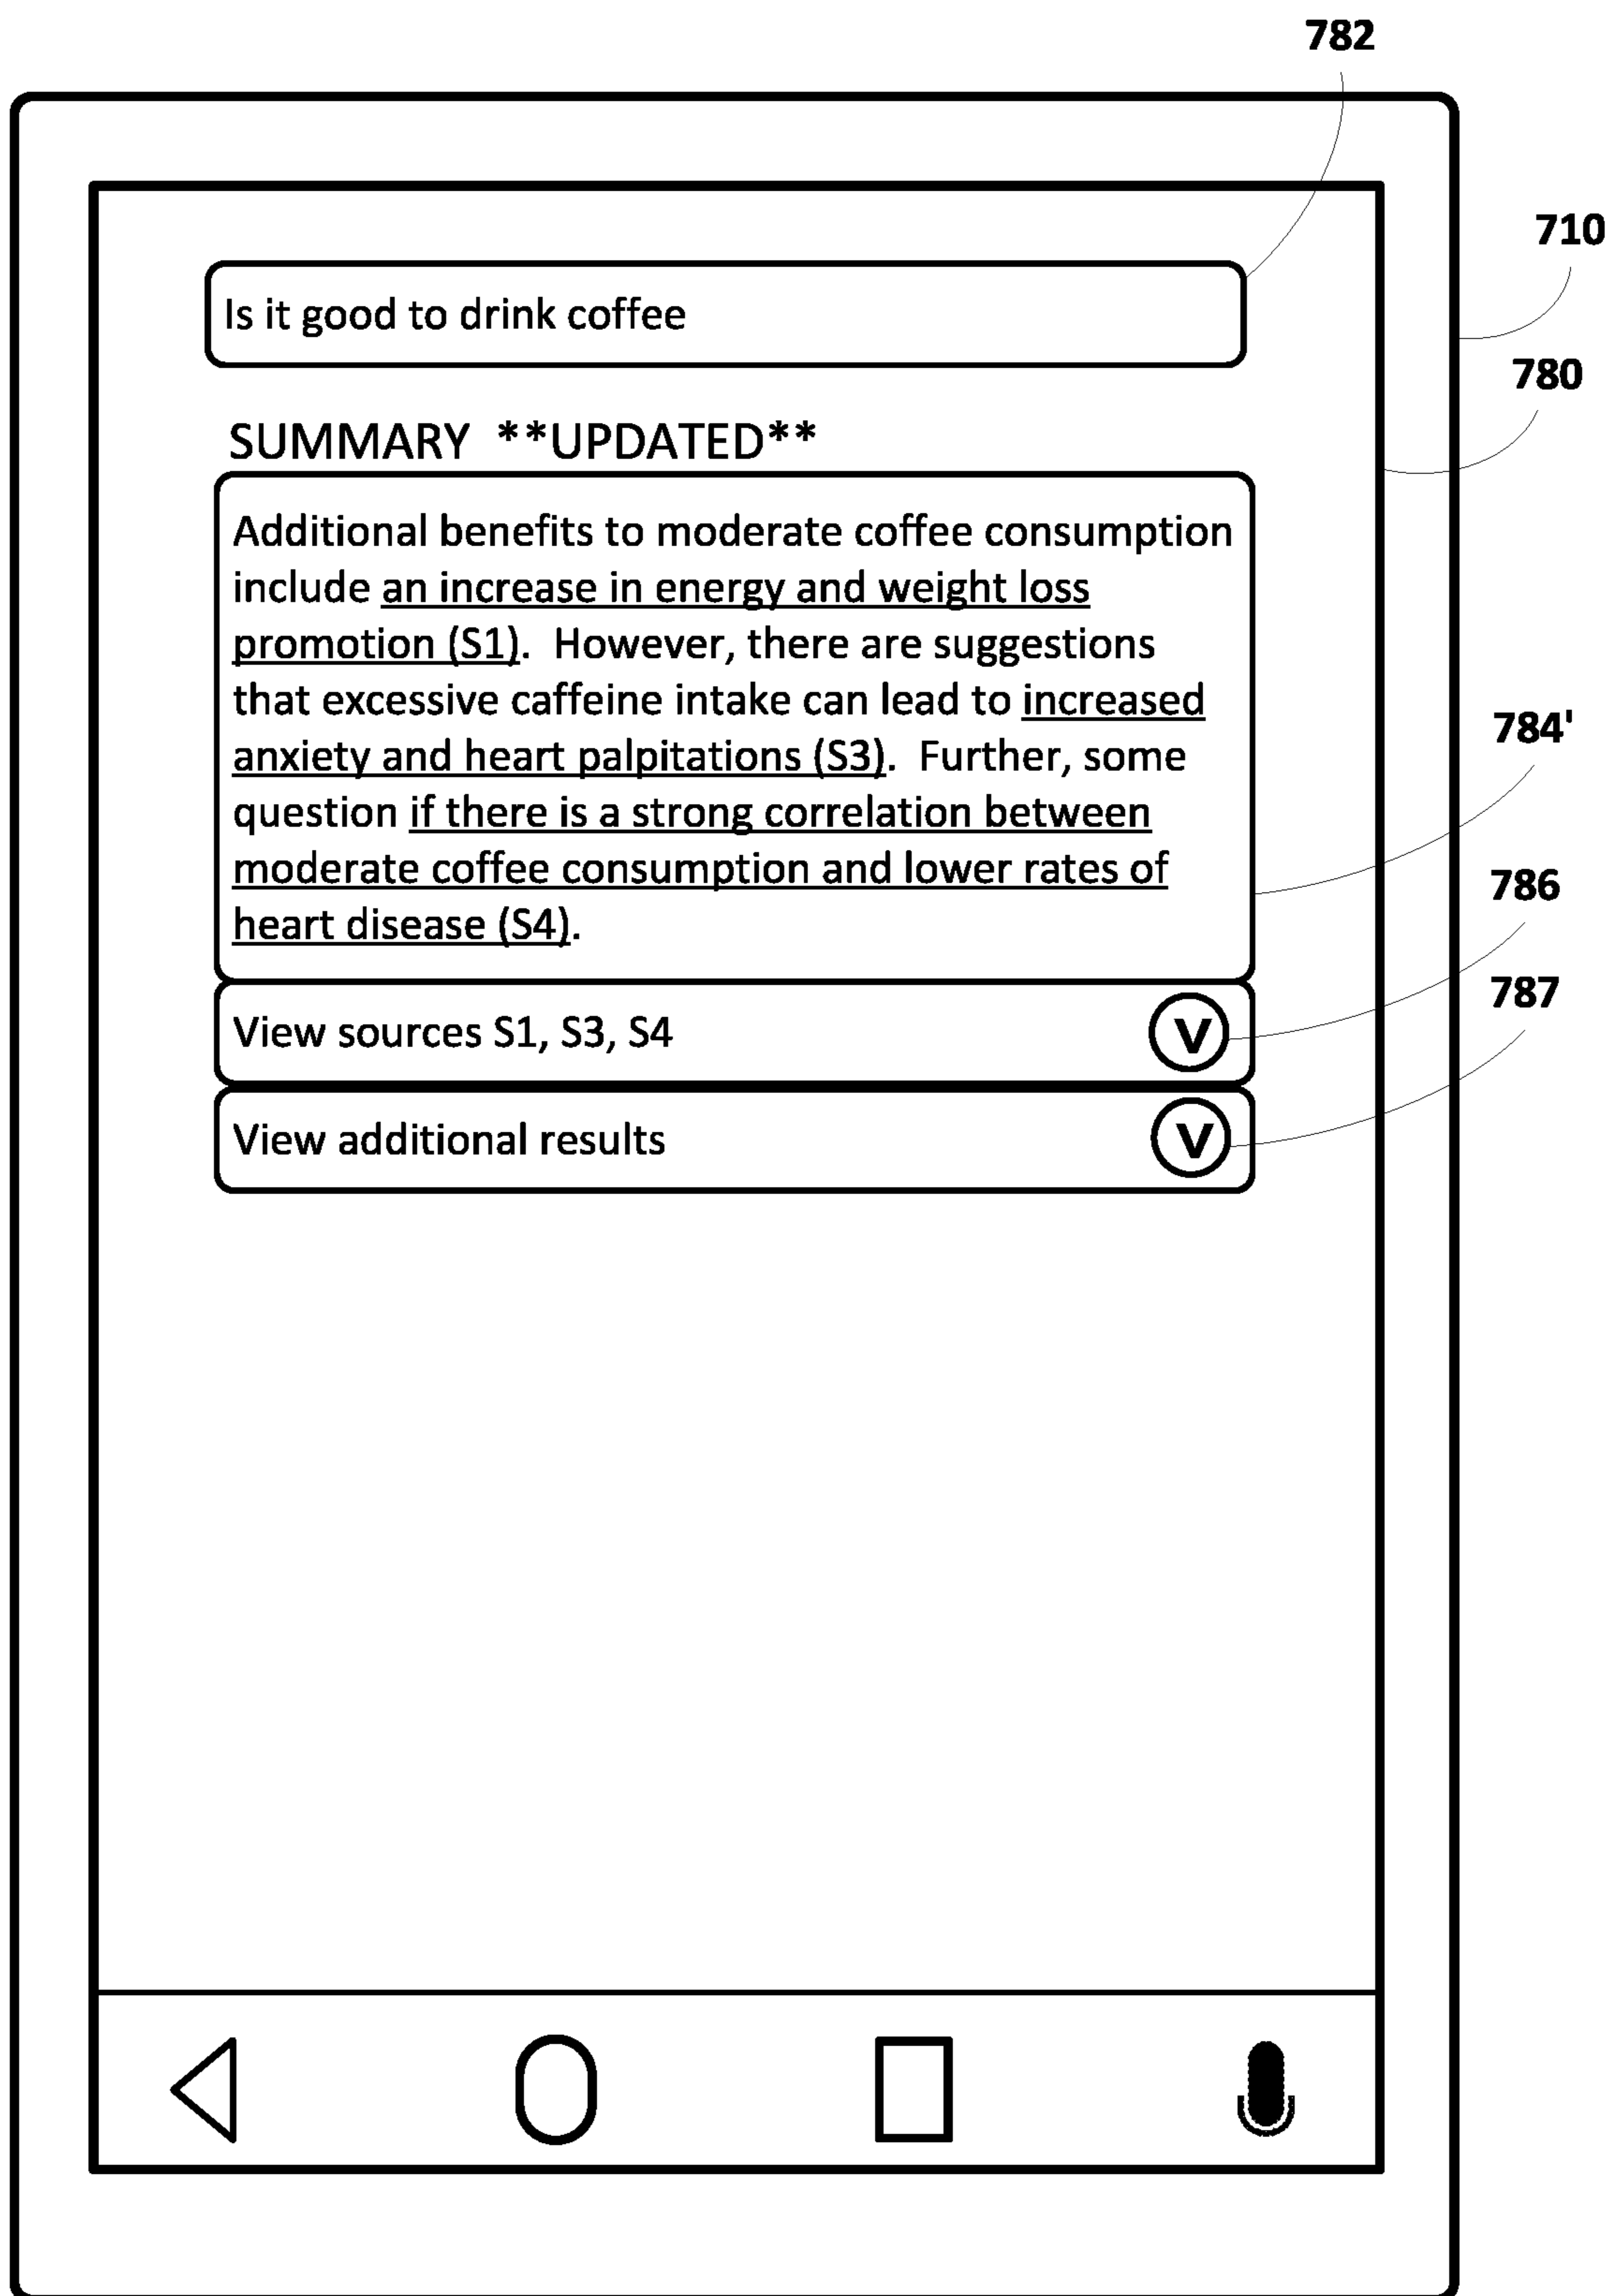 782
710
Is it good to drink coffee
780
SUMMARY **UPDATED**
Additional benefits to moderate coffee consumption
include an increase in energy and weight loss
promotion (S1). However, there are suggestions
that excessive caffeine intake can lead to increased
784'
anxiety and heart palpitations (S3). Further, some
question if there is a strong correlation between
moderate coffee consumption and lower rates of
786
heart disease (S4).
787
View sources S1, S3, S4
V
View additional results
V